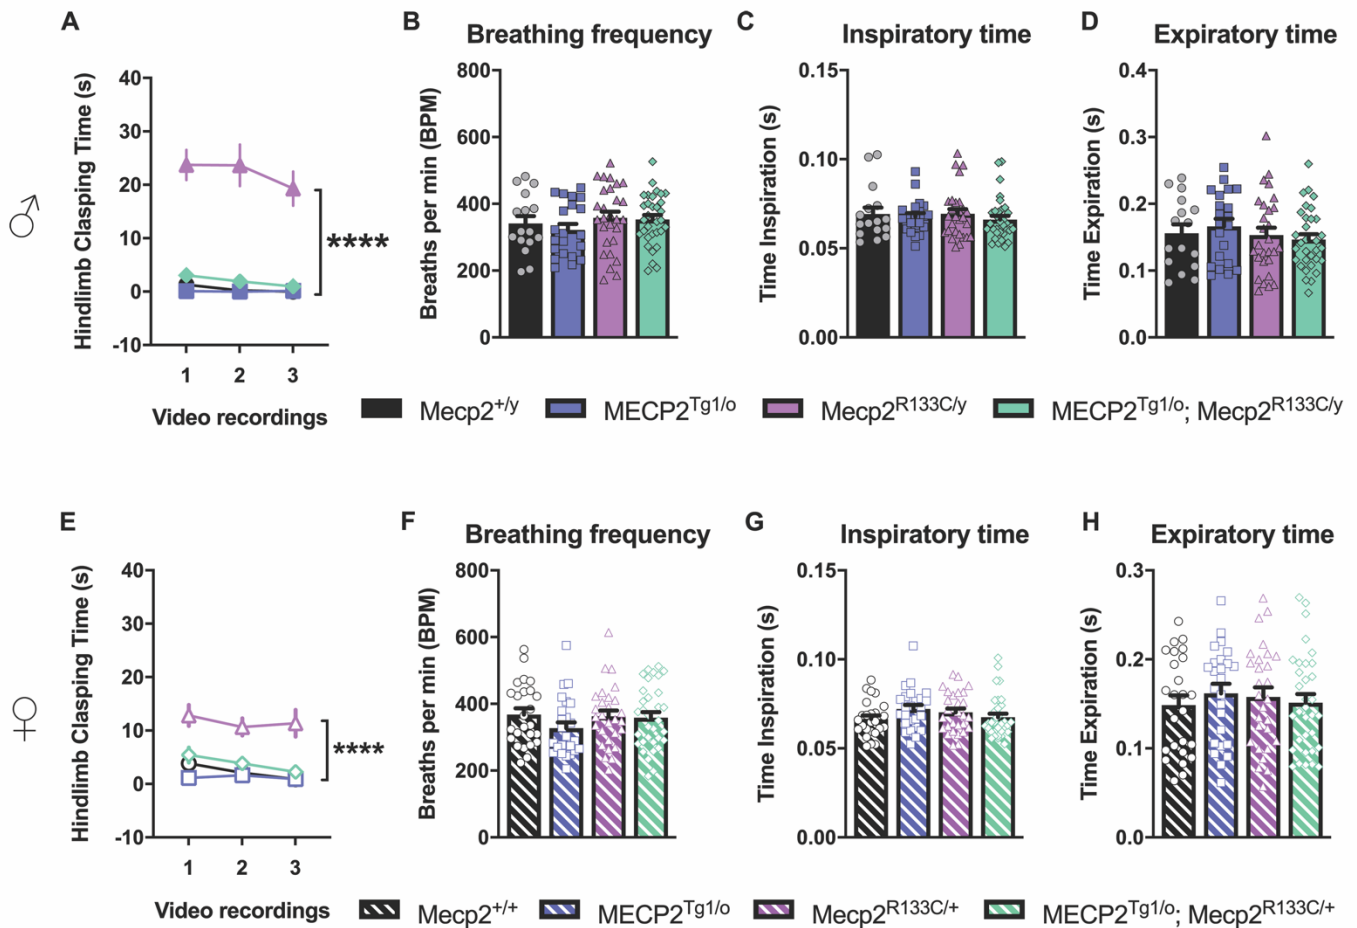 A
B
Breathing frequency
C
Inspiratory time
D
Expiratory time
♂
Hindlimb Clasping Time (s)
40
30
20
10
0
-10
1 2 3
Video recordings
****
Breaths per min (BPM)
800
600
400
200
0
Time Inspiration (s)
0.15
0.10
0.05
0.00
Time Expiration (s)
0.4
0.3
0.2
0.1
0.0
Mecp2+/y MECP2Tg1/o Mecp2R133C/y MECP2Tg1/o; Mecp2R133C/y
E
F
Breathing frequency
G
Inspiratory time
H
Expiratory time
♀
Hindlimb Clasping Time (s)
40
30
20
10
0
-10
1 2 3
Video recordings
****
Breaths per min (BPM)
800
600
400
200
0
Time Inspiration (s)
0.15
0.10
0.05
0.00
Time Expiration (s)
0.3
0.2
0.1
0.0
Mecp2+/+ MECP2Tg1/o Mecp2R133C/+ MECP2Tg1/o; Mecp2R133C/+